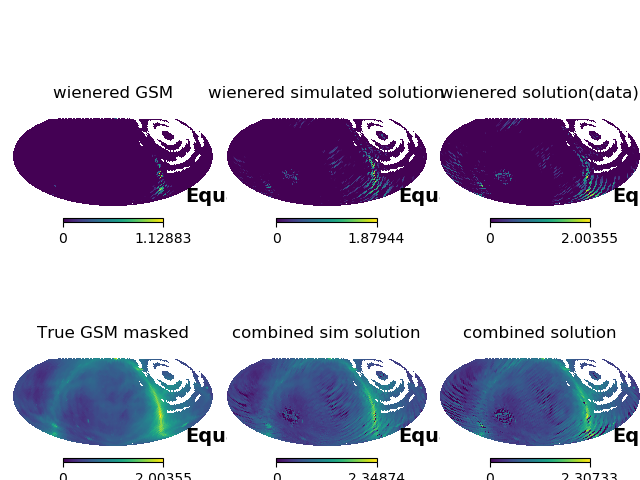 wienered GSM
wienered simulated solution
wienered solution(data)
Equ
Equ
Eq
0 1.12883
0 1.87944
0 2.00355
True GSM masked
combined sim solution
combined solution
Equ
Equ
Eq
0 2.00355
0 2.34874
0 2.30733